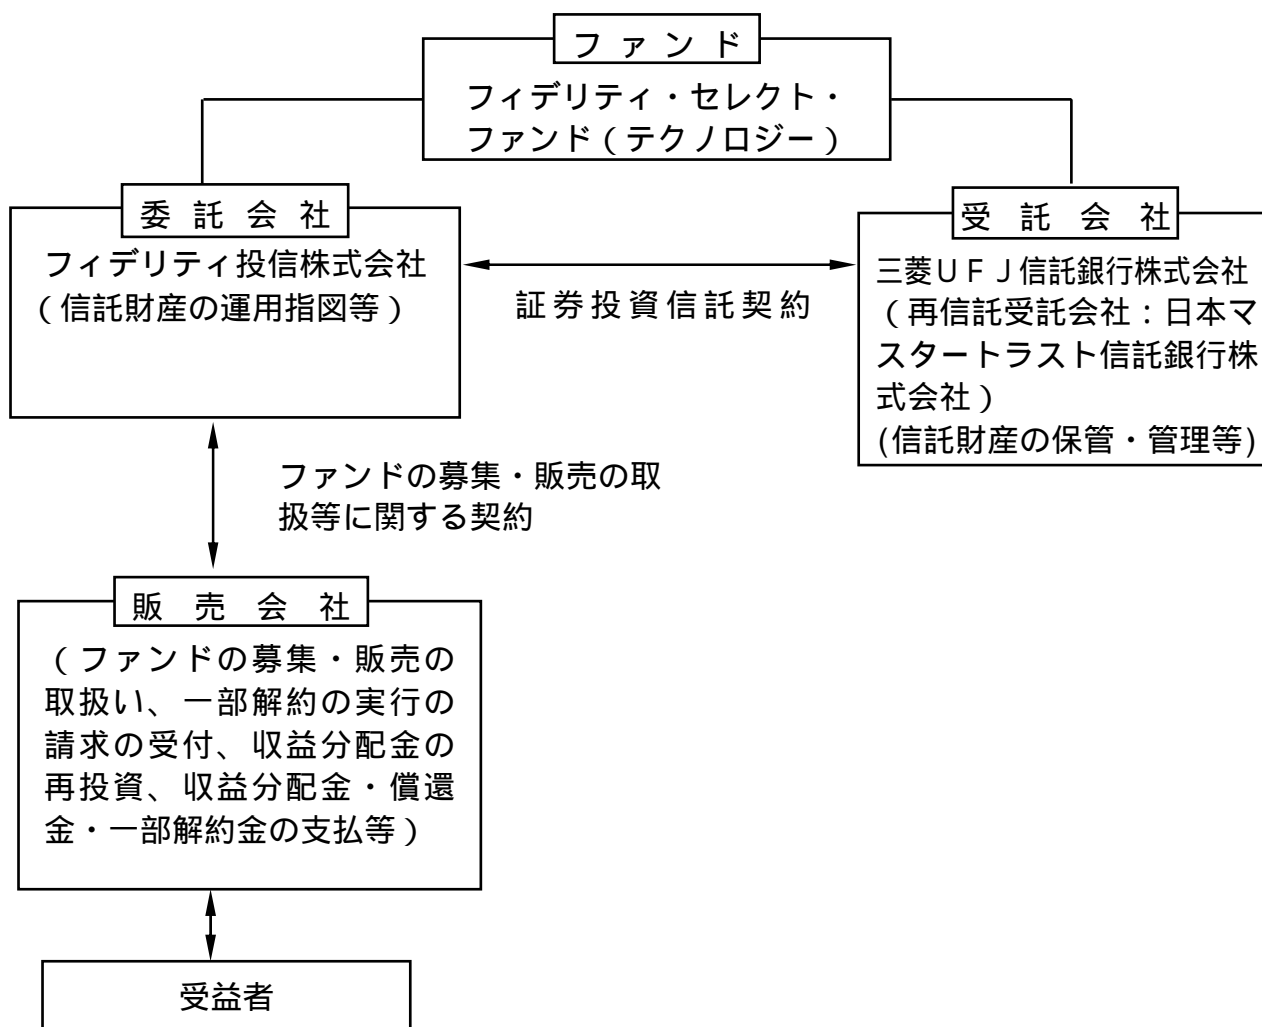 ファンド
フィデリティ・セレクト・
ファンド（テクノロジー）
委託会社
フィデリティ投信株式会社
（信託財産の運用指図等）
証券投資信託契約
受託会社
三菱ＵＦＪ信託銀行株式会社
（再信託受託会社：日本マ
スタートラスト信託銀行株
式会社）
(信託財産の保管・管理等)
ファンドの募集・販売の取
扱等に関する契約
販売会社
（ファンドの募集・販売の
取扱い、一部解約の実行の
請求の受付、収益分配金の
再投資、収益分配金・償還
金・一部解約金の支払等）
受益者